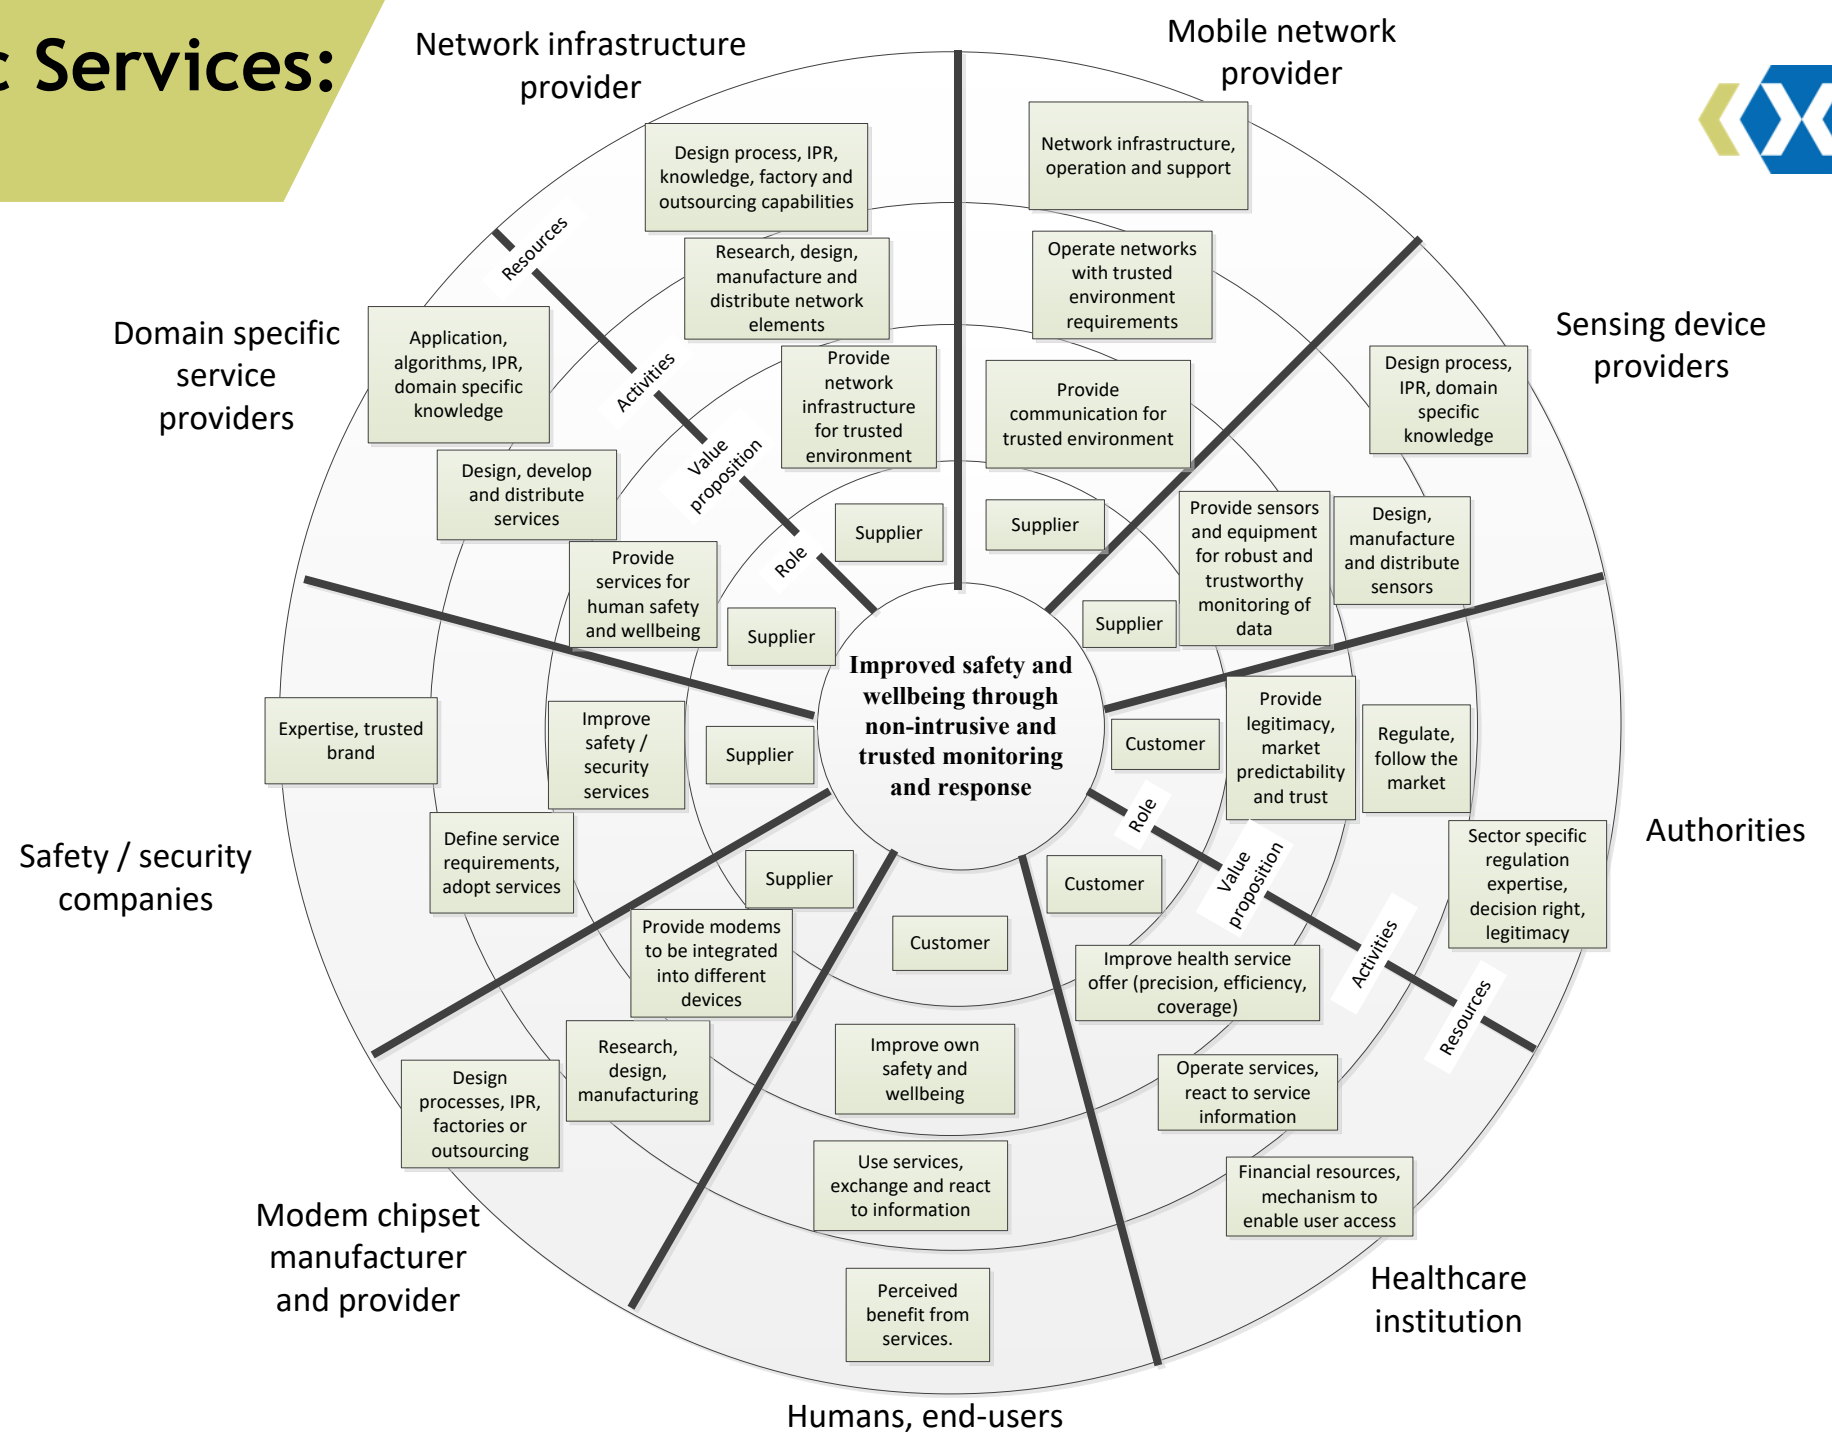 c Services:
Network infrastructure
provider
Mobile network
provider
Design process, IPR,
knowledge, factory and
outsourcing capabilities
Network infrastructure,
operation and support
Resources
Research, design,
manufacture and
distribute network
elements
Operate networks
with trusted
environment
requirements
Domain specific
service
providers
Application,
algorithms, IPR,
domain specific
knowledge
Activities
Provide
network
infrastructure
for trusted
environment
Provide
communication for
trusted environment
Sensing device
providers
Design process,
IPR, domain
specific
knowledge
Design, develop
and distribute
services
Value
proposition
Supplier
Supplier
Provide sensors
and equipment
for robust and
trustworthy
monitoring of
data
Design,
manufacture
and distribute
sensors
Provide
services for
human safety
and wellbeing
Role
Supplier
Supplier
Improved safety and
wellbeing through
non-intrusive and
trusted monitoring
and response
Expertise, trusted
brand
Improve
safety /
security
services
Supplier
Customer
Provide
legitimacy,
market
predictability
and trust
Regulate,
follow the
market
Safety / security
companies
Define service
requirements,
adopt services
Supplier
Customer
Customer
Role
Value
proposition
Activities
Resources
Sector specific
regulation
expertise,
decision right,
legitimacy
Authorities
Provide modems
to be integrated
into different
devices
Improve health service
offer (precision, efficiency,
coverage)
Research,
design,
manufacturing
Improve own
safety and
wellbeing
Operate services,
react to service
information
Design
processes, IPR,
factories or
outsourcing
Use services,
exchange and react
to information
Financial resources,
mechanism to
enable user access
Modem chipset
manufacturer
and provider
Perceived
benefit from
services.
Healthcare
institution
Humans, end-users